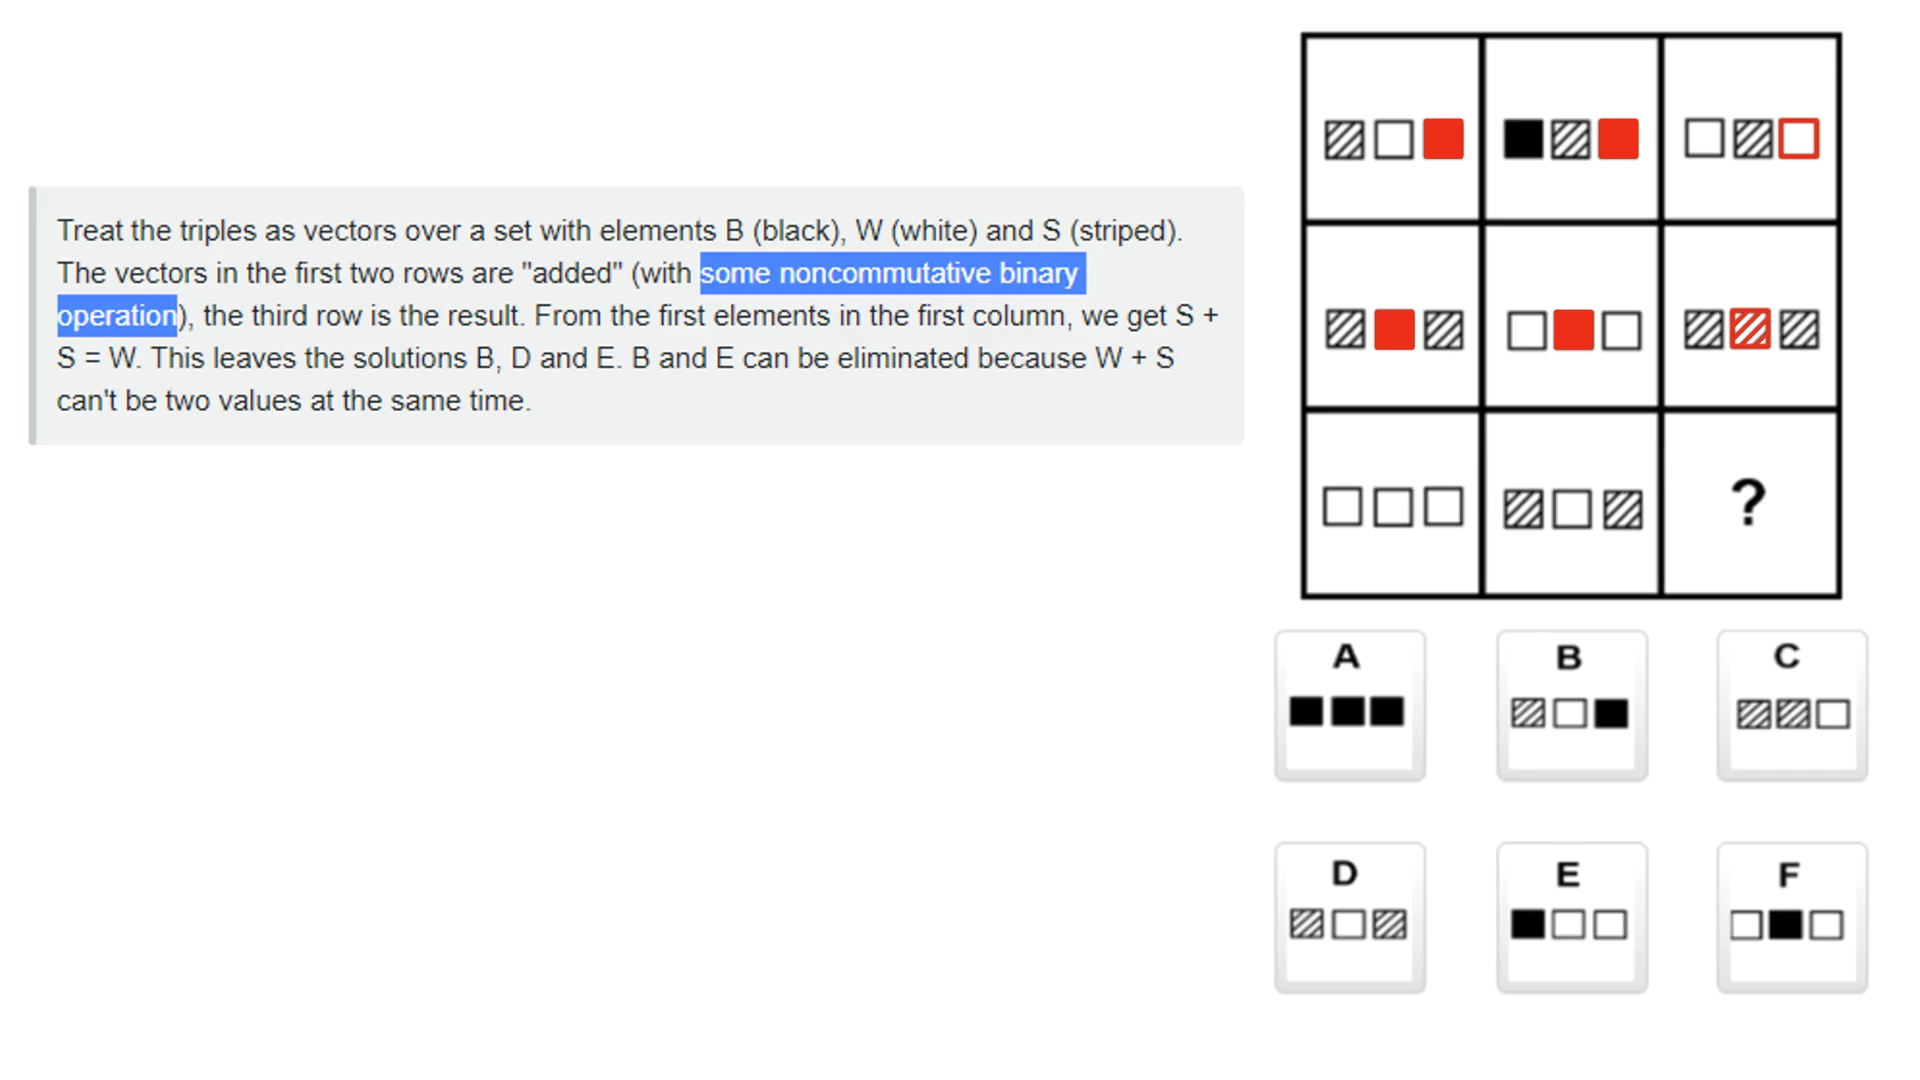 Treat the triples as vectors over a set with elements B (black), W (white) and S (striped).
The vectors in the first two rows are "added" (with some noncommutative binary
operation), the third row is the result. From the first elements in the first column, we get S +
S = W. This leaves the solutions B, D and E. B and E can be eliminated because W + S
can't be two values at the same time.
?
A B C
D E F